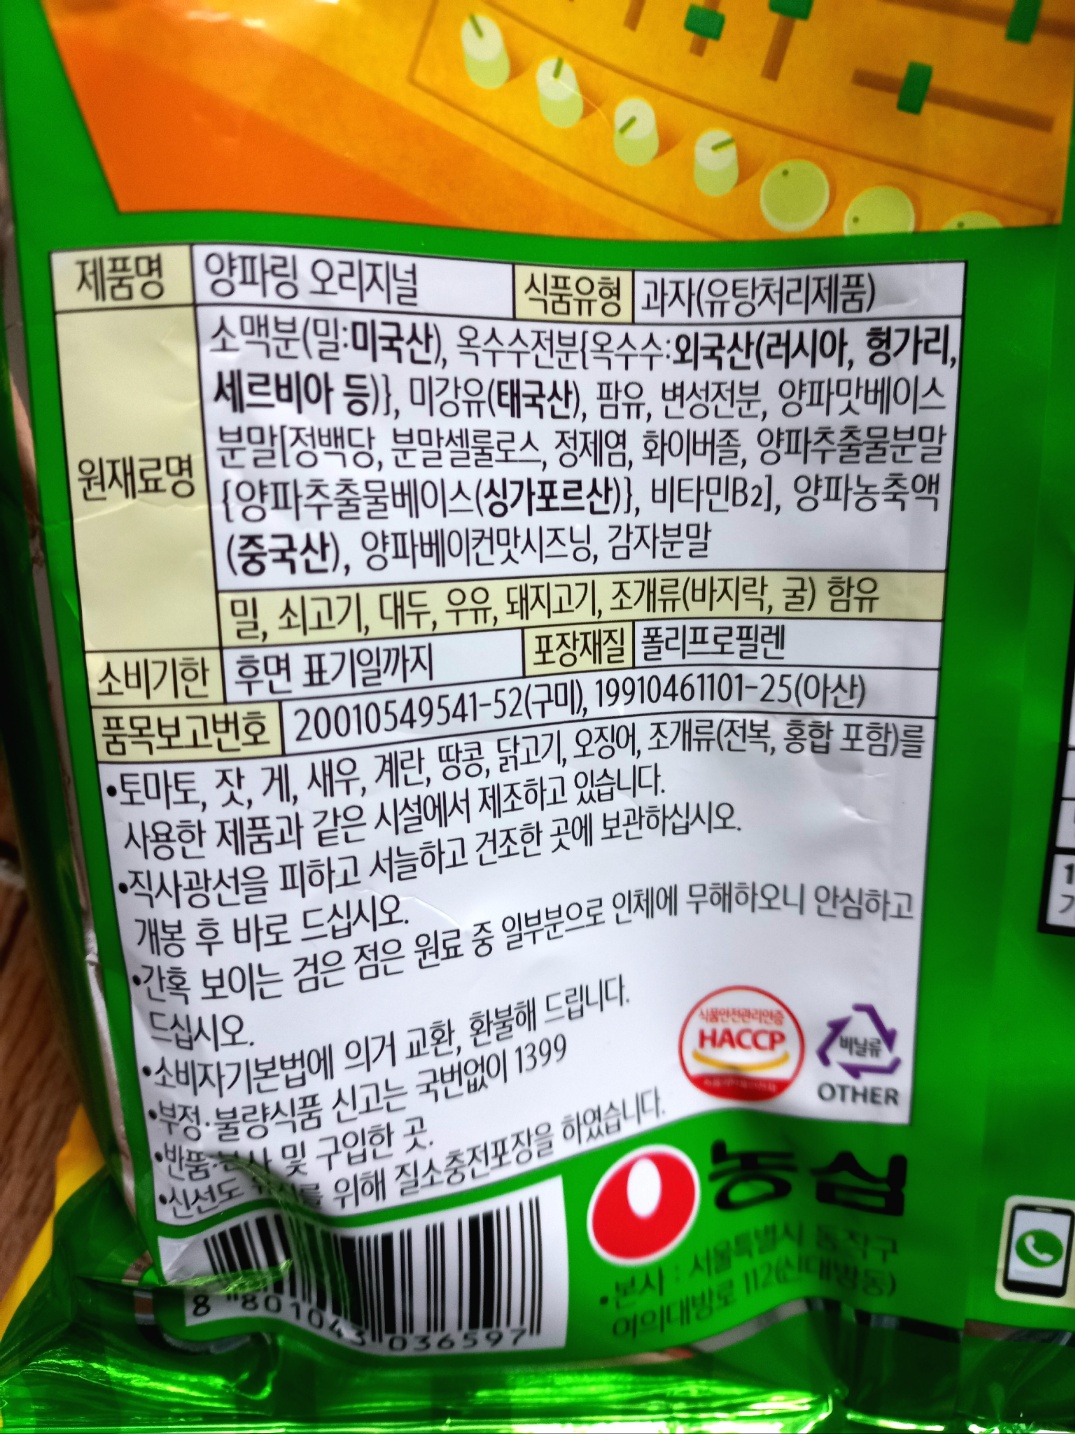 제품명 양파링 오리지널 식품유형 과자(유탕처리제품)
원재료명
소맥분(밀:미국산), 옥수수전분{옥수수:외국산(러시아, 헝가리,
세르비아 등)}, 미강유(태국산), 팜유, 변성전분, 양파맛베이스
분말[정백당, 분말셀룰로스, 정제염, 화이버졸, 양파추출물분말
{양파추출물베이스(싱가포르산)}, 비타민B2], 양파농축액
(중국산), 양파베이컨맛시즈닝, 감자분말
밀, 쇠고기, 대두, 우유, 돼지고기, 조개류(바지락, 굴) 함유
소비기한 후면 표기일까지 포장재질 폴리프로필렌
품목보고번호 20010549541-52(구미), 19910461101-25(아산)
•토마토, 잣, 게, 새우, 계란, 땅콩, 닭고기, 오징어, 조개류(전복, 홍합 포함)를
사용한 제품과 같은 시설에서 제조하고 있습니다.
•직사광선을 피하고 서늘하고 건조한 곳에 보관하십시오.
개봉 후 바로 드십시오.
•간혹 보이는 검은 점은 원료 중 일부분으로 인체에 무해하오니 안심하고
드십시오.
•소비자기본법에 의거 교환, 환불해 드립니다.
•부정·불량식품 신고는 국번없이 1399
•반품:본사 및 구입한 곳.
•신선도 위해 질소충전포장을 하였습니다.
식품안전관리인증
HACCP
비닐류
OTHER
농심
•본사 : 서울특별시 동작구
여의대방로 112(신대방동)
8 801043 036597